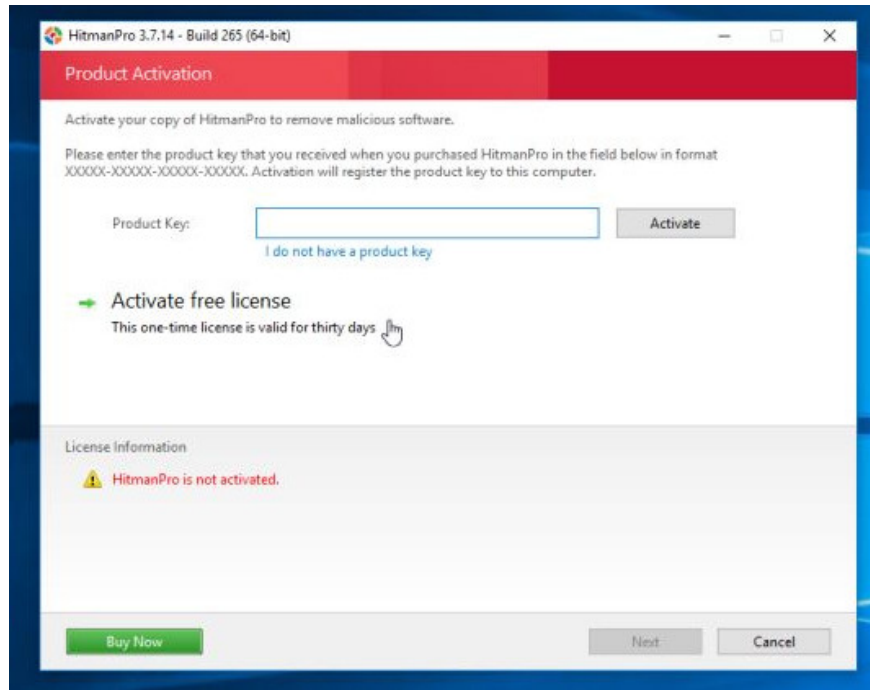 HitmanPro 3.7.14 - Build 265 (64-bit)
Product Activation
Activate your copy of HitmanPro to remove malicious software.
Please enter the product key that you received when you purchased HitmanPro in the field below in format
XXXXX-XXXXX-XXXXX-XXXXX. Activation will register the product key to this computer.
Product Key:
Activate
I do not have a product key
Activate free license
This one-time license is valid for thirty days
License Information
HitmanPro is not activated.
Buy Now
Next
Cancel